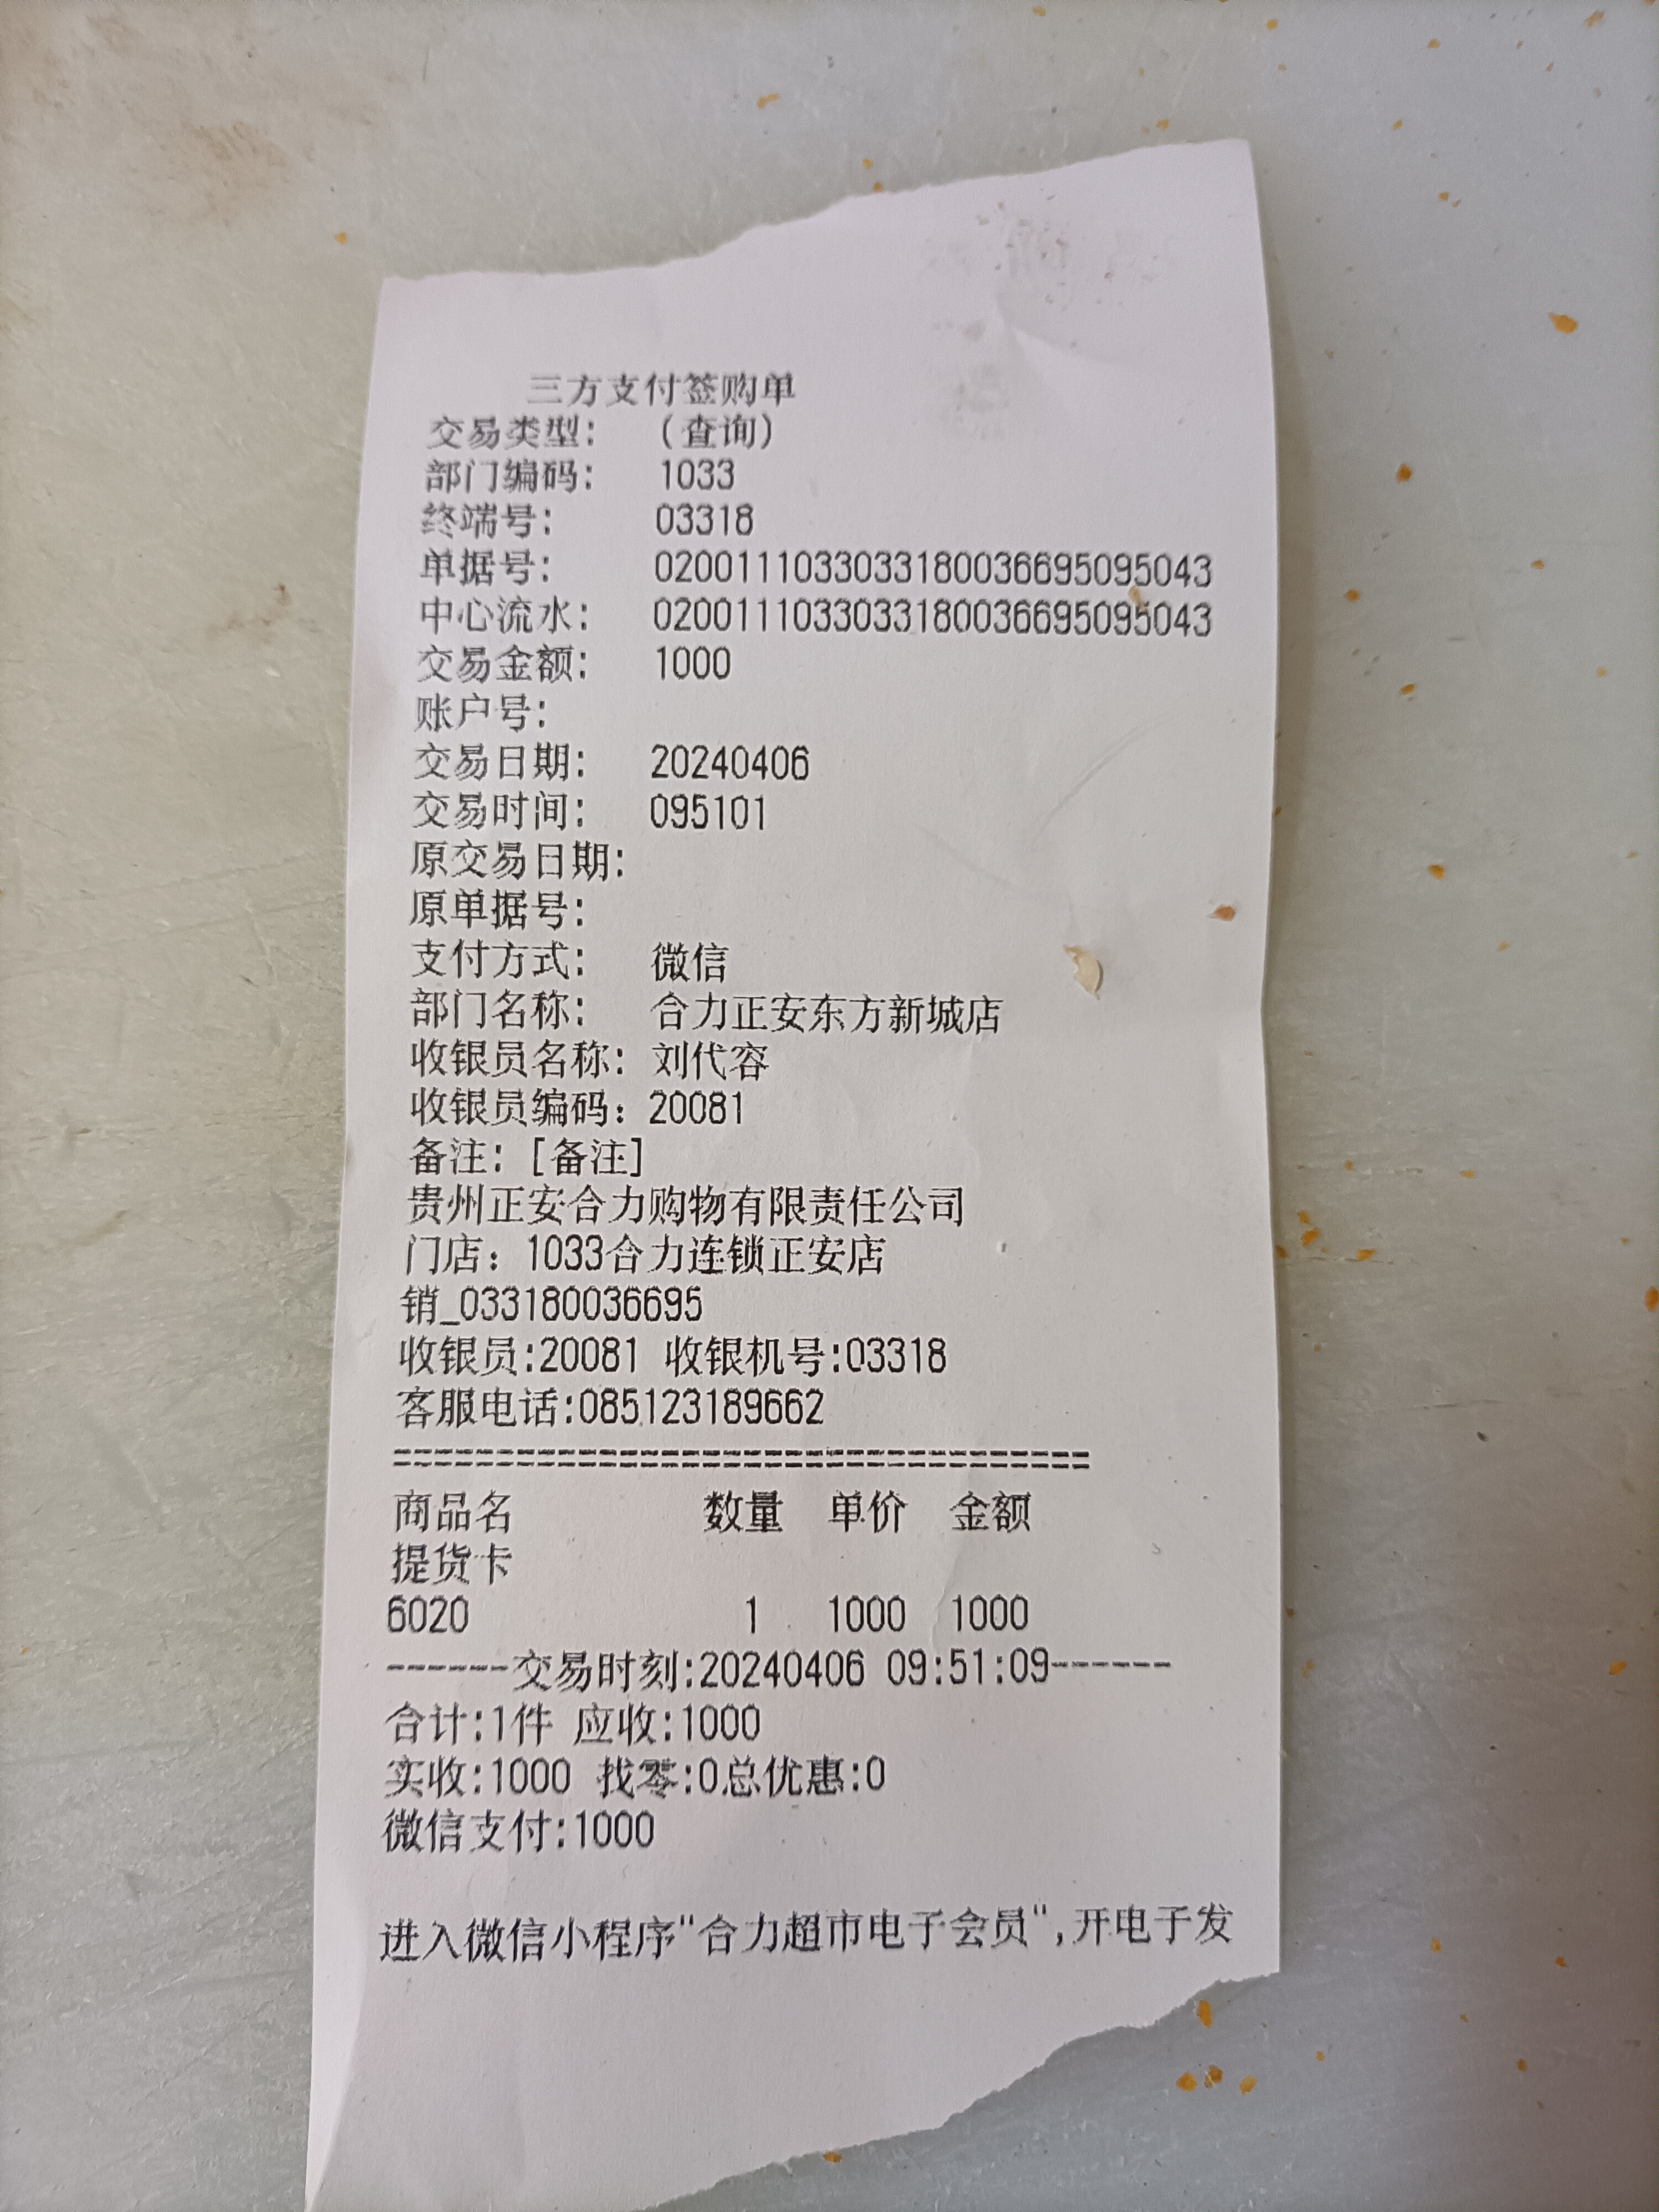 三方支付签购单
交易类型: (查询)
部门编码: 1033
终端号: 03318
单据号: 0200111033033180036695095043
中心流水: 0200111033033180036695095043
交易金额: 1000
账户号:
交易日期: 20240406
交易时间: 095101
原交易日期:
原单据号:
支付方式: 微信
部门名称: 合力正安东方新城店
收银员名称: 刘代容
收银员编码: 20081
备注: [备注]
贵州正安合力购物有限责任公司
门店: 1033合力连锁正安店
销_033180036695
收银员:20081 收银机号:03318
客服电话:085123189662
==================================
商品名 数量 单价 金额
提货卡
6020 1 1000 1000
------交易时刻:20240406 09:51:09------
合计:1件 应收:1000
实收:1000 找零:0总优惠:0
微信支付:1000
进入微信小程序"合力超市电子会员",开电子发